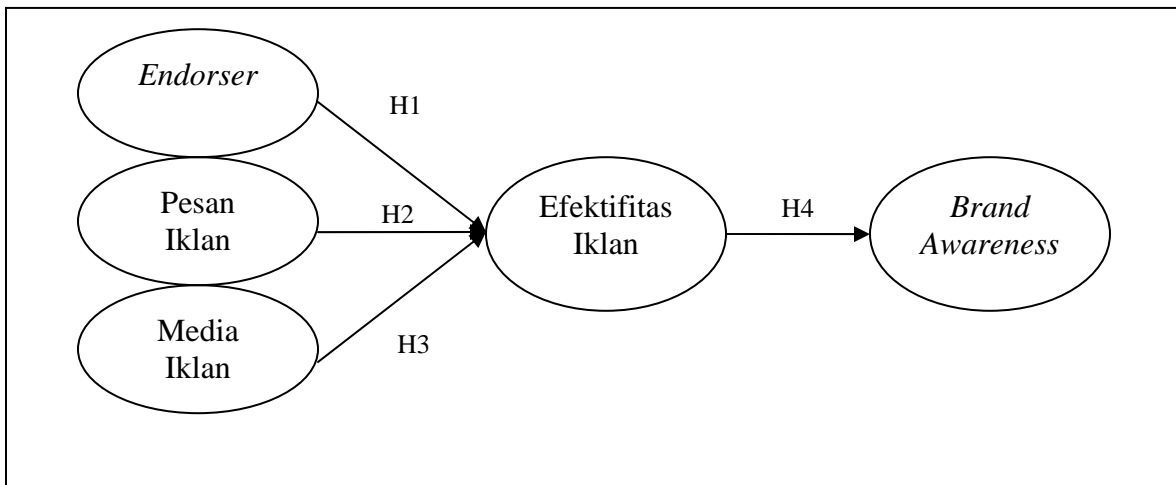 Endorser
H1
Pesan
Iklan
H2
Efektifitas
Iklan
H4
Brand
Awareness
Media
Iklan
H3